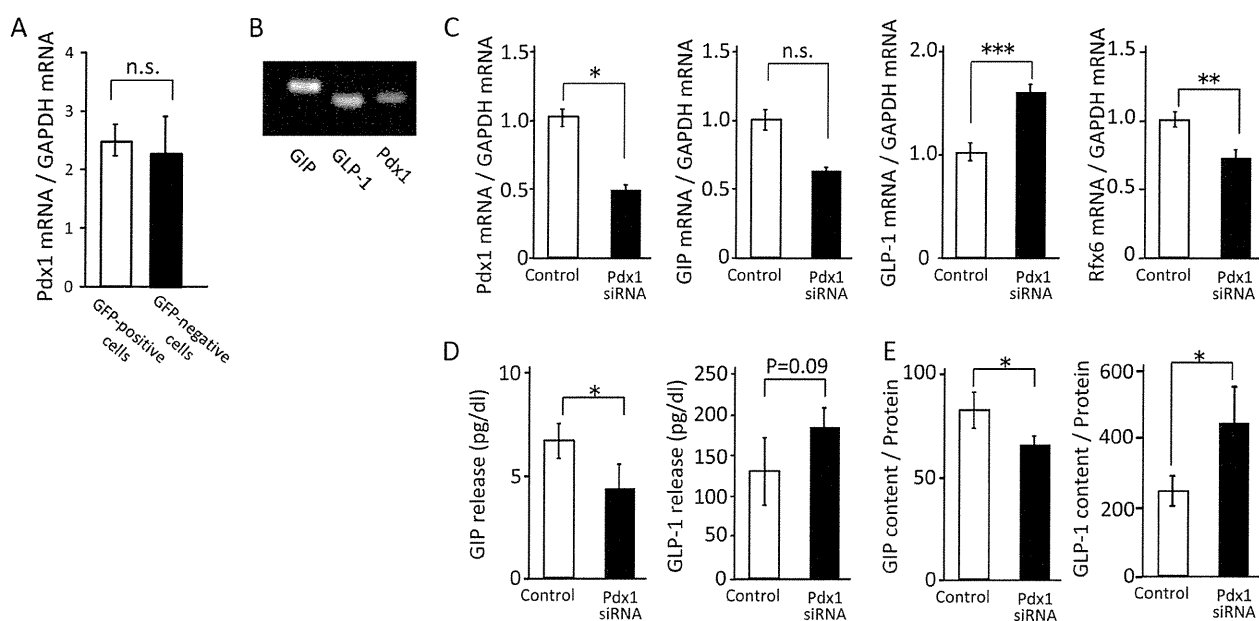 A
Pdx1 mRNA / GAPDH mRNA
4
3
2
1
0
n.s.
GFP-positive cells
GFP-negative cells
B
GIP
GLP-1
Pdx1
C
Pdx1 mRNA / GAPDH mRNA
1.5
1.0
0.5
0
*
Control
Pdx1 siRNA
GIP mRNA / GAPDH mRNA
1.5
1.0
0.5
0
n.s.
Control
Pdx1 siRNA
GLP-1 mRNA / GAPDH mRNA
2.0
1.0
0
***
Control
Pdx1 siRNA
Rfx6 mRNA / GAPDH mRNA
1.5
1.0
0.5
0
**
Control
Pdx1 siRNA
D
GIP release (pg/dl)
10
5
0
*
Control
Pdx1 siRNA
GLP-1 release (pg/dl)
250
200
150
100
50
0
P=0.09
Control
Pdx1 siRNA
E
GIP content / Protein
100
50
0
*
Control
Pdx1 siRNA
GLP-1 content / Protein
600
400
200
0
*
Control
Pdx1 siRNA